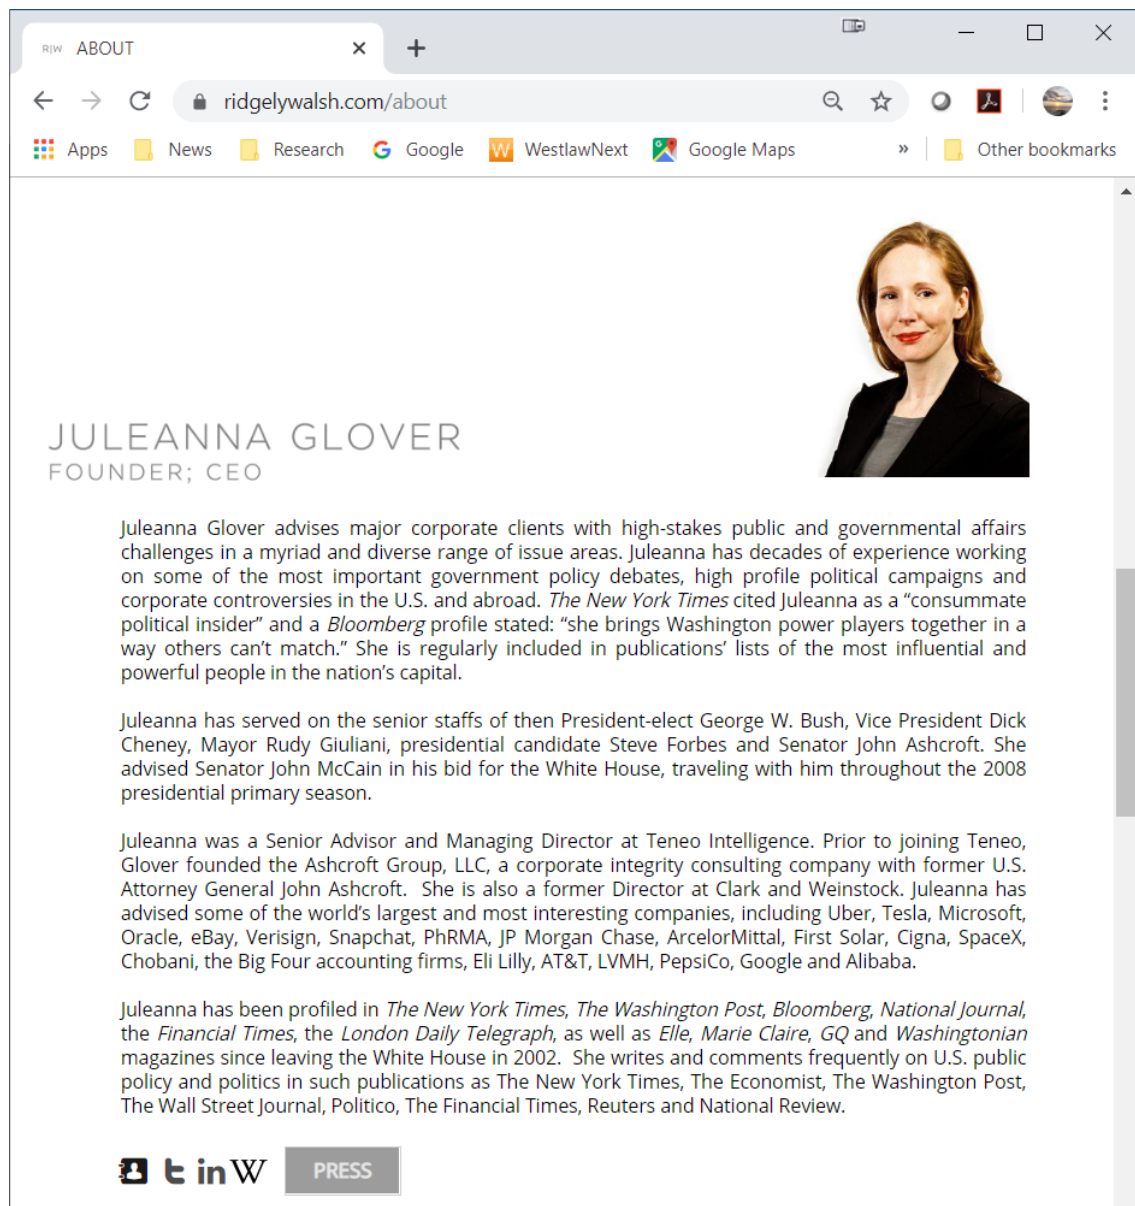 R|W ABOUT
ridgelywalsh.com/about
Apps News Research Google WestlawNext Google Maps » Other bookmarks
JULEANNA GLOVER
FOUNDER; CEO
Juleanna Glover advises major corporate clients with high-stakes public and governmental affairs
challenges in a myriad and diverse range of issue areas. Juleanna has decades of experience working
on some of the most important government policy debates, high profile political campaigns and
corporate controversies in the U.S. and abroad. The New York Times cited Juleanna as a “consummate
political insider” and a Bloomberg profile stated: “she brings Washington power players together in a
way others can’t match.” She is regularly included in publications’ lists of the most influential and
powerful people in the nation’s capital.
Juleanna has served on the senior staffs of then President-elect George W. Bush, Vice President Dick
Cheney, Mayor Rudy Giuliani, presidential candidate Steve Forbes and Senator John Ashcroft. She
advised Senator John McCain in his bid for the White House, traveling with him throughout the 2008
presidential primary season.
Juleanna was a Senior Advisor and Managing Director at Teneo Intelligence. Prior to joining Teneo,
Glover founded the Ashcroft Group, LLC, a corporate integrity consulting company with former U.S.
Attorney General John Ashcroft. She is also a former Director at Clark and Weinstock. Juleanna has
advised some of the world’s largest and most interesting companies, including Uber, Tesla, Microsoft,
Oracle, eBay, Verisign, Snapchat, PhRMA, JP Morgan Chase, ArcelorMittal, First Solar, Cigna, SpaceX,
Chobani, the Big Four accounting firms, Eli Lilly, AT&T, LVMH, PepsiCo, Google and Alibaba.
Juleanna has been profiled in The New York Times, The Washington Post, Bloomberg, National Journal,
the Financial Times, the London Daily Telegraph, as well as Elle, Marie Claire, GQ and Washingtonian
magazines since leaving the White House in 2002. She writes and comments frequently on U.S. public
policy and politics in such publications as The New York Times, The Economist, The Washington Post,
The Wall Street Journal, Politico, The Financial Times, Reuters and National Review.
t in W PRESS